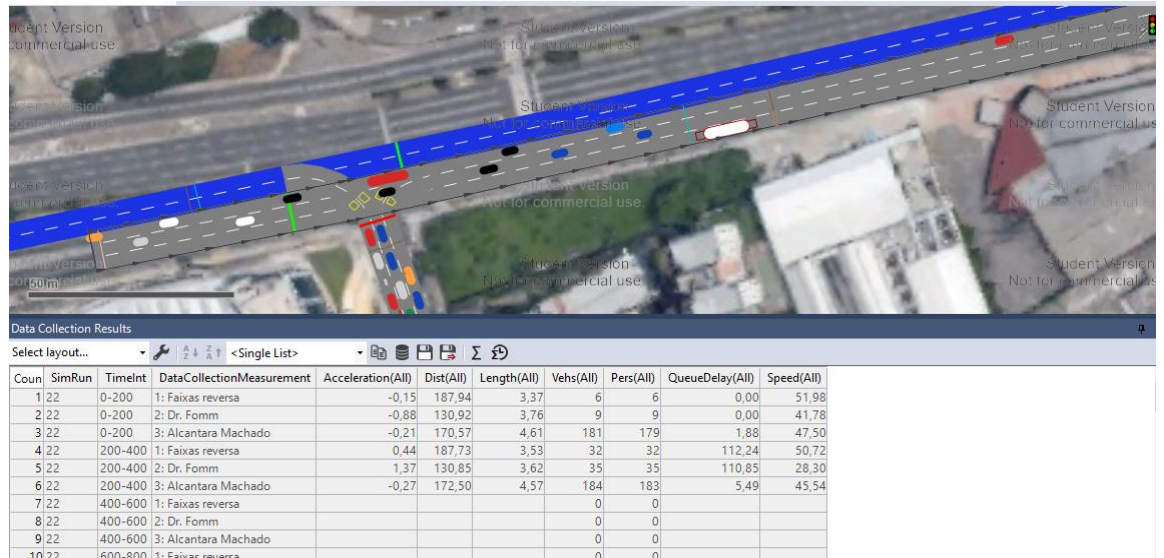 Student Version
Not for commercial use.
Student Version
Not for commercial use.
Student Version
Student Version
Not for commercial use.
Student Version
Not for commercial use.
Student Version
Not for commercial use.
50 m
Data Collection Results
Select layout... <Single List> Σ
Coun SimRun TimeInt DataCollectionMeasurement Acceleration(All) Dist(All) Length(All) Vehs(All) Pers(All) QueueDelay(All) Speed(All)
1 22 0-200 1: Faixas reversa -0,15 187,94 3,37 6 6 0,00 51,98
2 22 0-200 2: Dr. Fomm -0,88 130,92 3,76 9 9 0,00 41,78
3 22 0-200 3: Alcantara Machado -0,21 170,57 4,61 181 179 1,88 47,50
4 22 200-400 1: Faixas reversa 0,44 187,73 3,53 32 32 112,24 50,72
5 22 200-400 2: Dr. Fomm 1,37 130,85 3,62 35 35 110,85 28,30
6 22 200-400 3: Alcantara Machado -0,27 172,50 4,57 184 183 5,49 45,54
7 22 400-600 1: Faixas reversa 0 0
8 22 400-600 2: Dr. Fomm 0 0
9 22 400-600 3: Alcantara Machado 0 0
10 22 600-800 1: Faixas reversa 0 0